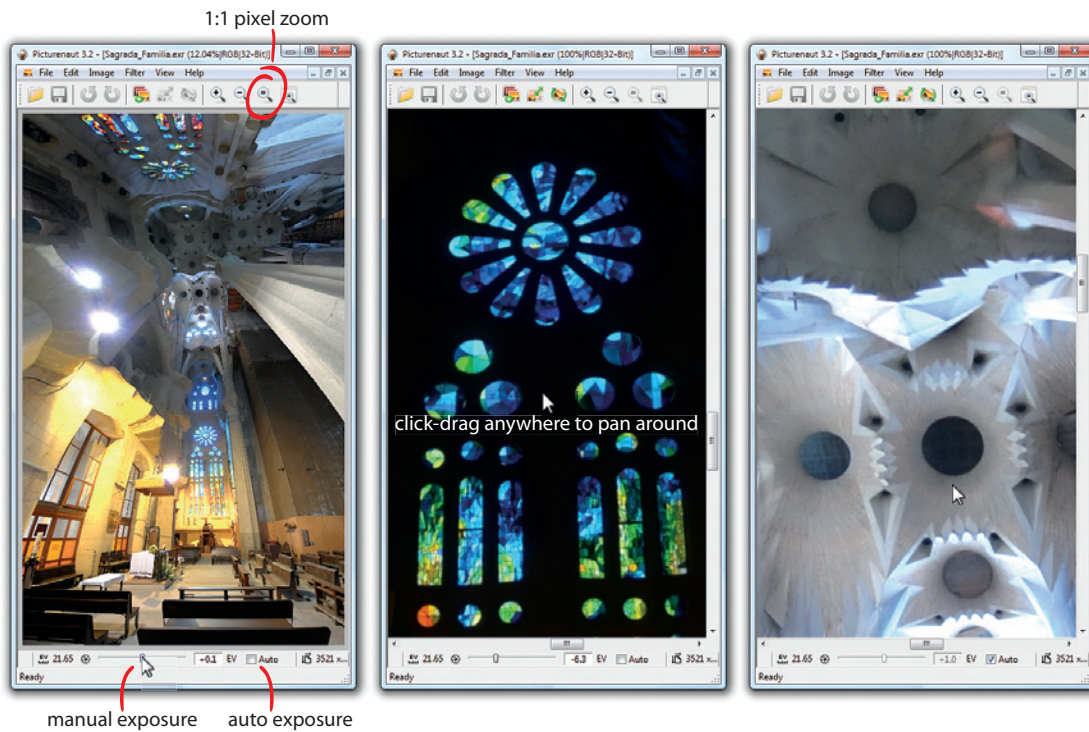 1:1 pixel zoom
Picturenaut 3.2 - [Sagrada_Familia.exr (12.04%|RGB|32-Bit)]
File Edit Image Filter View Help
EV 21.65 +0.1 EV Auto 3521 x...
Ready
manual exposure auto exposure
Picturenaut 3.2 - [Sagrada_Familia.exr (100%|RGB|32-Bit)]
File Edit Image Filter View Help
click-drag anywhere to pan around
EV 21.65 -6.3 EV Auto 3521 x...
Ready
Picturenaut 3.2 - [Sagrada_Familia.exr (100%|RGB|32-Bit)]
File Edit Image Filter View Help
EV 21.65 +1.0 EV Auto 3521 x...
Ready